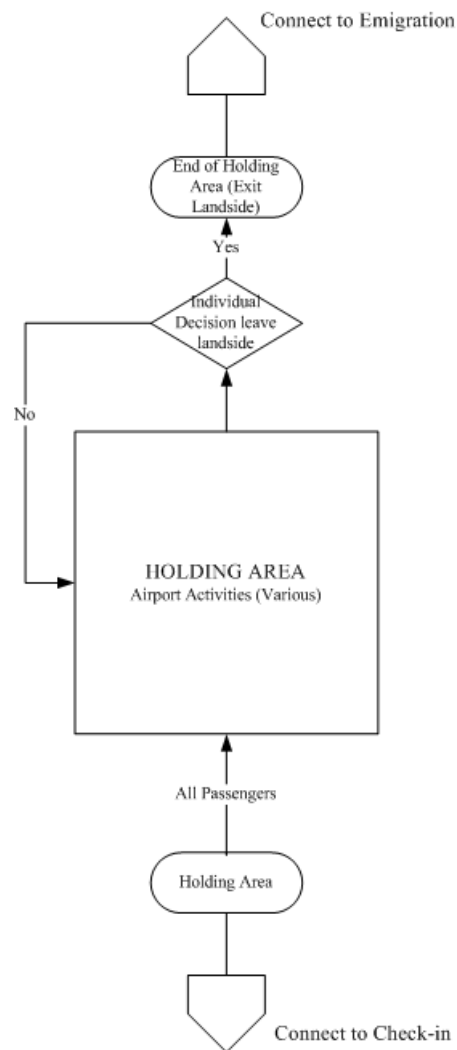 Connect to Emigration
End of Holding
Area (Exit
Landside)
Yes
Individual
Decision leave
landside
No
HOLDING AREA
Airport Activities (Various)
All Passengers
Holding Area
Connect to Check-in